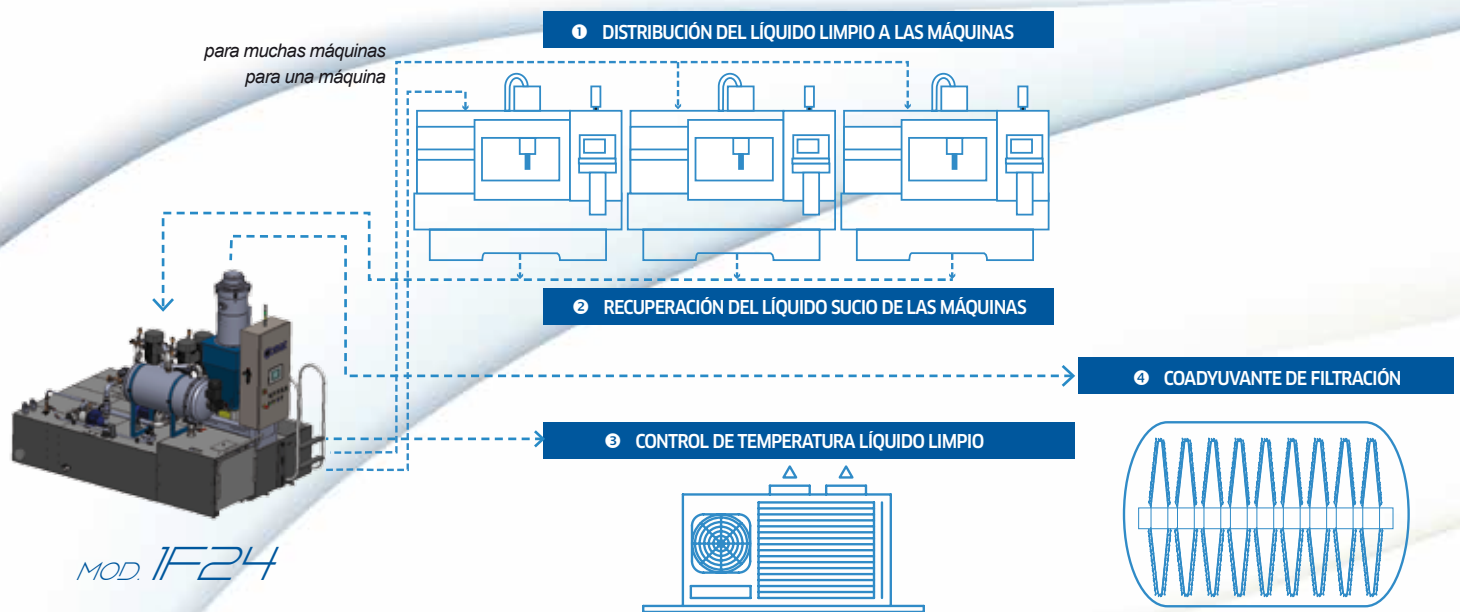 ❶ DISTRIBUCIÓN DEL LÍQUIDO LIMPIO A LAS MÁQUINAS
para muchas máquinas
para una máquina
❷ RECUPERACIÓN DEL LÍQUIDO SUCIO DE LAS MÁQUINAS
❹ COADYUVANTE DE FILTRACIÓN
❸ CONTROL DE TEMPERATURA LÍQUIDO LIMPIO
MOD. 1F24